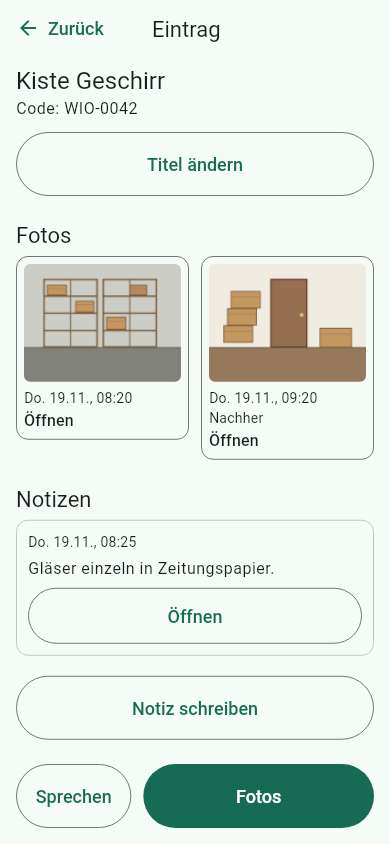 Zurück
Eintrag
Kiste Geschirr
Code: WIO-0042
Titel ändern
Fotos
Do. 19.11., 08:20
Öffnen
Do. 19.11., 09:20
Nachher
Öffnen
Notizen
Do. 19.11., 08:25
Gläser einzeln in Zeitungspapier.
Öffnen
Notiz schreiben
Sprechen
Fotos